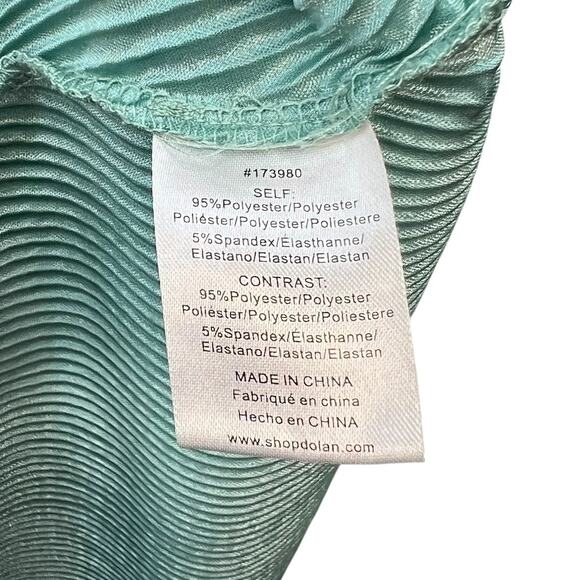 #173980
SELF:
95%Polyester/Polyester
Poliéster/Polyester/Poliestere
5%Spandex/Élasthanne/
Elastano/Elastan/Elastan
CONTRAST:
95%Polyester/Polyester
Poliéster/Polyester/Poliestere
5%Spandex/Élasthanne/
Elastano/Elastan/Elastan
MADE IN CHINA
Fabriqué en china
Hecho en CHINA
www.shopdolan.com